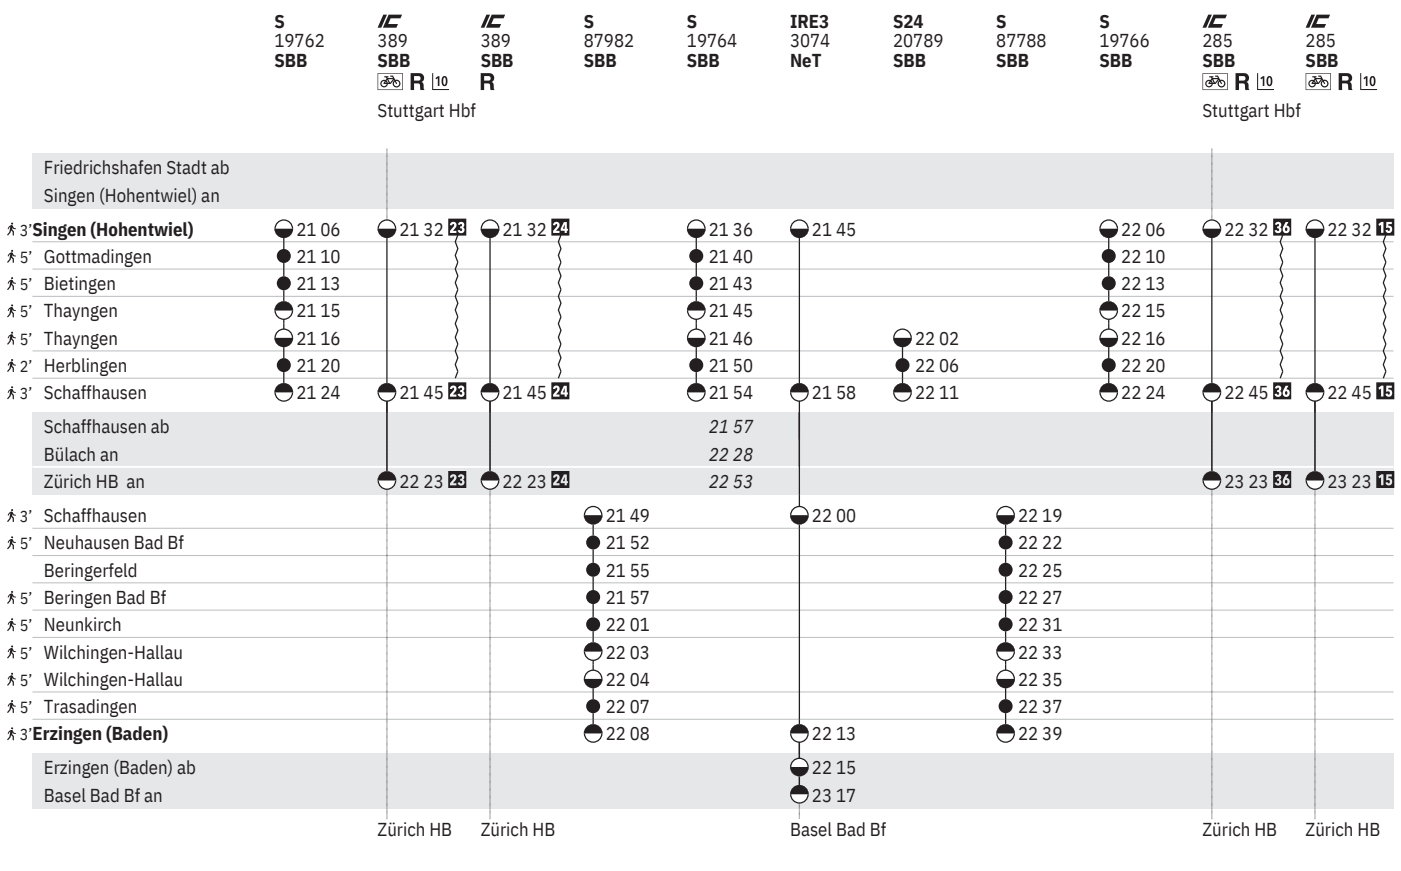 S IC IC S S IRE3 S24 S S IC IC
19762 389 389 87982 19764 3074 20789 87788 19766 285 285
SBB SBB SBB SBB SBB NeT SBB SBB SBB SBB SBB
R 10 R R 10 R 10
Stuttgart Hbf Stuttgart Hbf
Friedrichshafen Stadt ab
Singen (Hohentwiel) an
3’ Singen (Hohentwiel) 21 06 21 32 23 21 32 24 21 36 21 45 22 06 22 32 36 22 32 15
5’ Gottmadingen 21 10 21 40 22 10
5’ Bietingen 21 13 21 43 22 13
5’ Thayngen 21 15 21 45 22 15
5’ Thayngen 21 16 21 46 22 02 22 16
2’ Herblingen 21 20 21 50 22 06 22 20
3’ Schaffhausen 21 24 21 45 23 21 45 24 21 54 21 58 22 11 22 24 22 45 36 22 45 15
Schaffhausen ab 21 57
Bülach an 22 28
Zürich HB an 22 23 23 22 23 24 22 53 23 23 36 23 23 15
3’ Schaffhausen 21 49 22 00 22 19
5’ Neuhausen Bad Bf 21 52 22 22
Beringerfeld 21 55 22 25
5’ Beringen Bad Bf 21 57 22 27
5’ Neunkirch 22 01 22 31
5’ Wilchingen-Hallau 22 03 22 33
5’ Wilchingen-Hallau 22 04 22 35
5’ Trasadingen 22 07 22 37
3’ Erzingen (Baden) 22 08 22 13 22 39
Erzingen (Baden) ab 22 15
Basel Bad Bf an 23 17
Zürich HB Zürich HB Basel Bad Bf Zürich HB Zürich HB